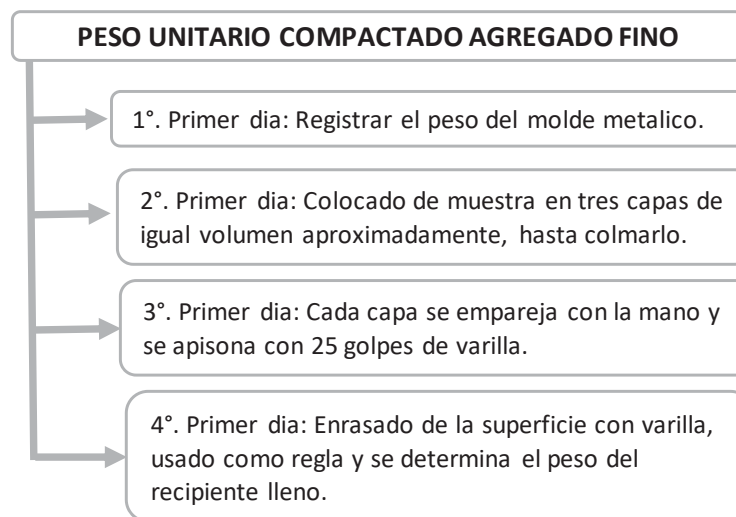 PESO UNITARIO COMPACTADO AGREGADO FINO
1°. Primer dia: Registrar el peso del molde metalico.
2°. Primer dia: Colocado de muestra en tres capas de
igual volumen aproximadamente, hasta colmarlo.
3°. Primer dia: Cada capa se empareja con la mano y
se apisona con 25 golpes de varilla.
4°. Primer dia: Enrasado de la superficie con varilla,
usado como regla y se determina el peso del
recipiente lleno.